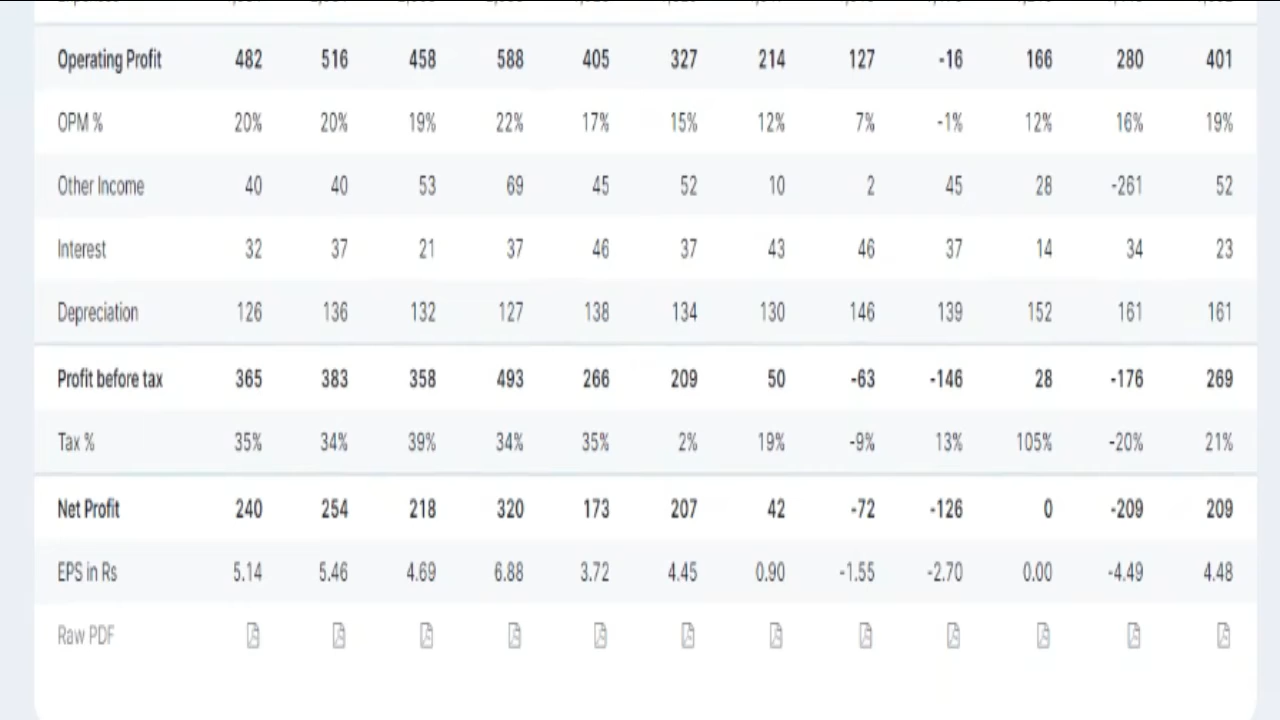 Operating Profit 482 516 458 588 405 327 214 127 -16 166 280 401
OPM % 20% 20% 19% 22% 17% 15% 12% 7% -1% 12% 16% 19%
Other Income 40 40 53 69 45 52 10 2 45 28 -261 52
Interest 32 37 21 37 46 37 43 46 37 14 34 23
Depreciation 126 136 132 127 138 134 130 146 139 152 161 161
Profit before tax 365 383 358 493 266 209 50 -63 -146 28 -176 269
Tax % 35% 34% 39% 34% 35% 2% 19% -9% 13% 105% -20% 21%
Net Profit 240 254 218 320 173 207 42 -72 -126 0 -209 209
EPS in Rs 5.14 5.46 4.69 6.88 3.72 4.45 0.90 -1.55 -2.70 0.00 -4.49 4.48
Raw PDF